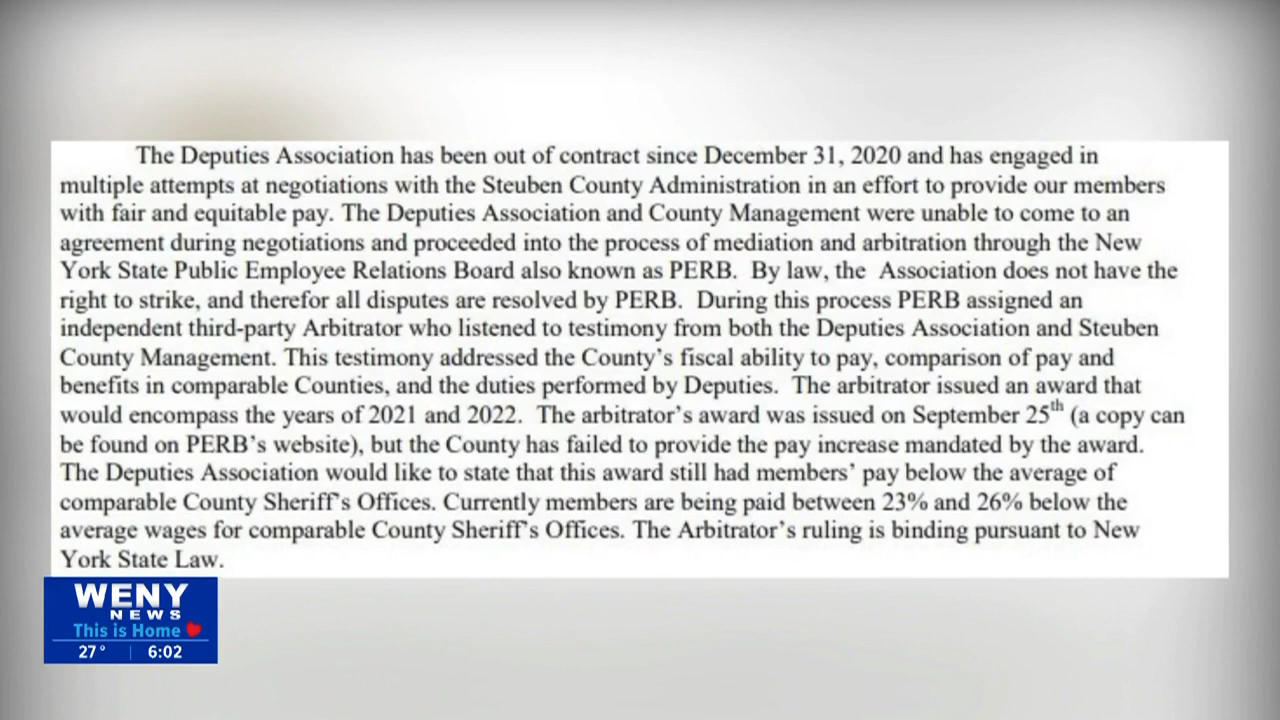 The Deputies Association has been out of contract since December 31, 2020 and has engaged in
multiple attempts at negotiations with the Steuben County Administration in an effort to provide our members
with fair and equitable pay. The Deputies Association and County Management were unable to come to an
agreement during negotiations and proceeded into the process of mediation and arbitration through the New
York State Public Employee Relations Board also known as PERB.  By law, the  Association does not have the
right to strike, and therefor all disputes are resolved by PERB.  During this process PERB assigned an
independent third-party Arbitrator who listened to testimony from both the Deputies Association and Steuben
County Management. This testimony addressed the County's fiscal ability to pay, comparison of pay and
benefits in comparable Counties, and the duties performed by Deputies.  The arbitrator issued an award that
would encompass the years of 2021 and 2022.  The arbitrator's award was issued on September 25th (a copy can
be found on PERB's website), but the County has failed to provide the pay increase mandated by the award.
The Deputies Association would like to state that this award still had members' pay below the average of
comparable County Sheriff's Offices. Currently members are being paid between 23% and 26% below the
average wages for comparable County Sheriff's Offices. The Arbitrator's ruling is binding pursuant to New
York State Law.
WENY
NEWS
This is Home
27° | 6:02